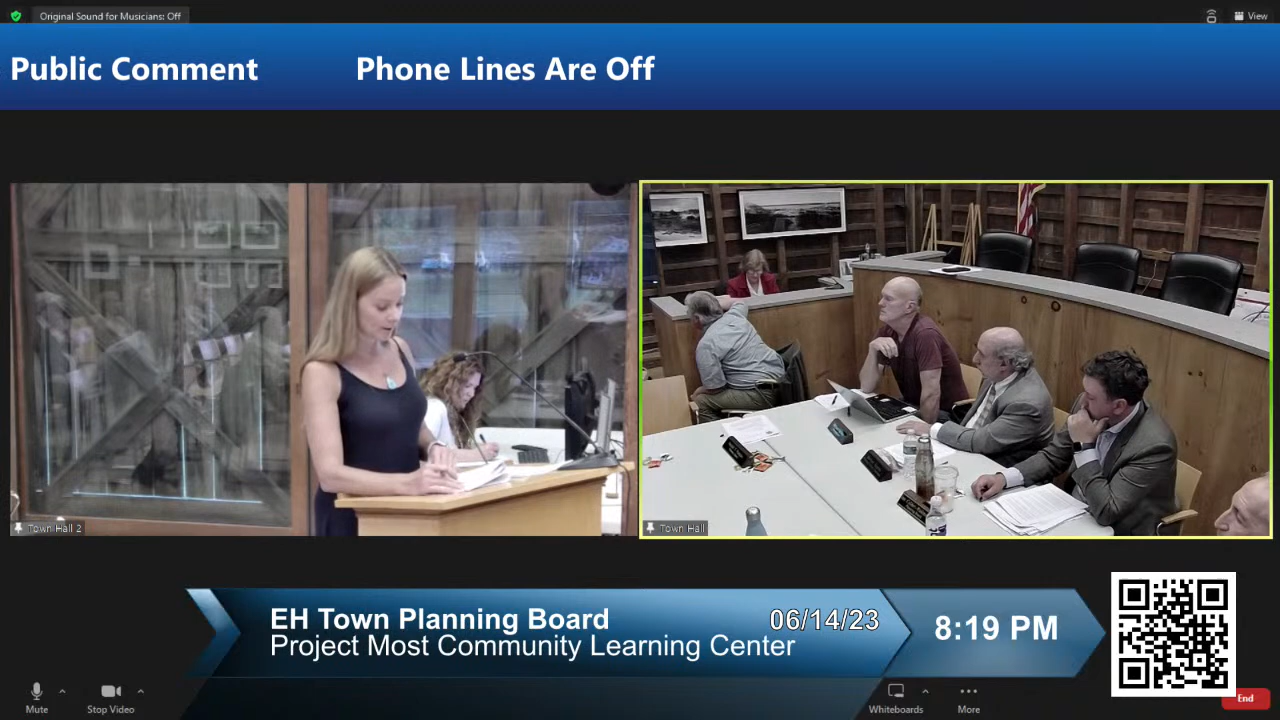 Original Sound for Musicians: Off
View
Public Comment
Phone Lines Are Off
Town Hall 2
Town Hall
EH Town Planning Board
06/14/23
8:19 PM
Project Most Community Learning Center
Mute
Stop Video
Whiteboards
More
End